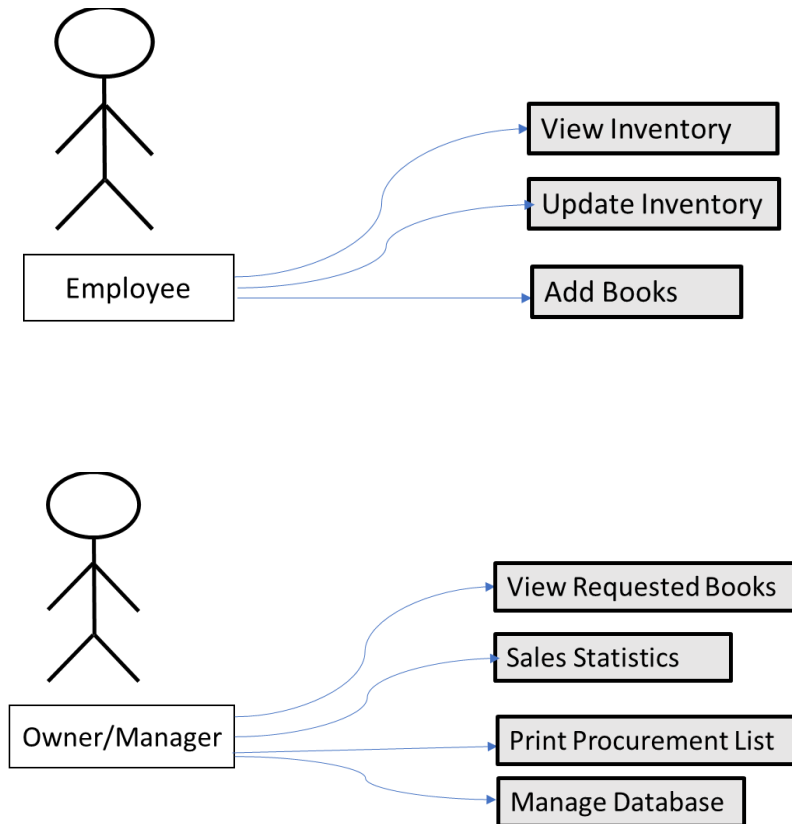 View Inventory
Update Inventory
Employee
Add Books
View Requested Books
Sales Statistics
Owner/Manager
Print Procurement List
Manage Database